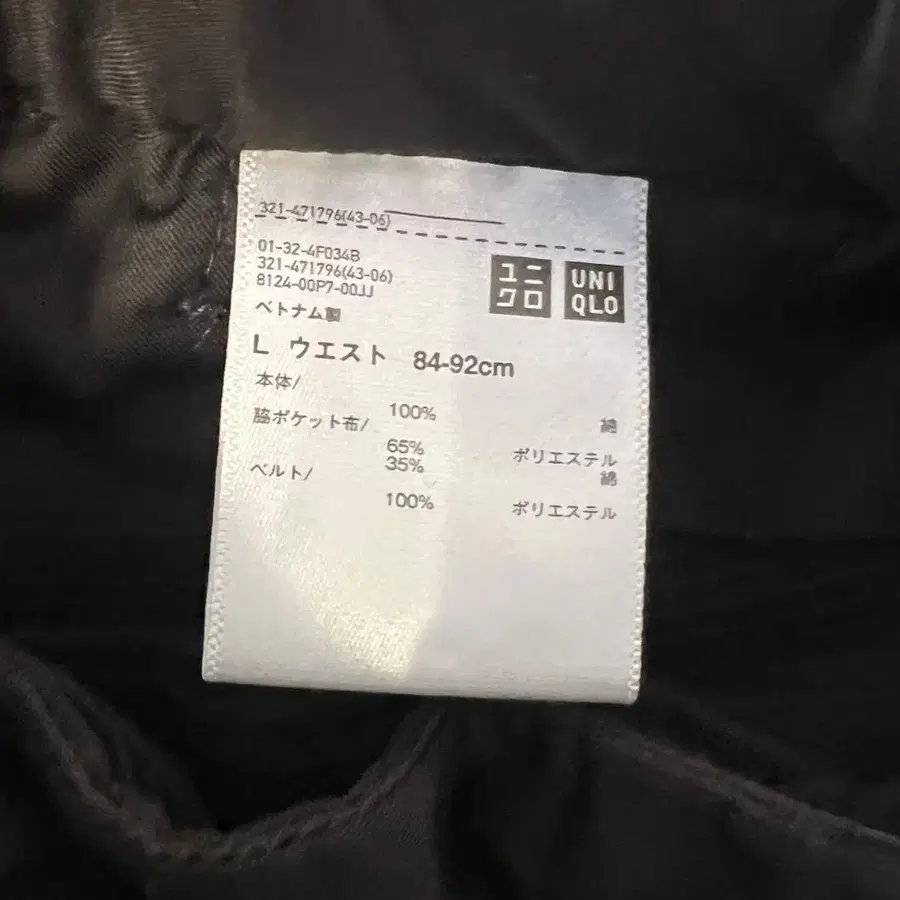 321-471796(43-06)
01-32-4F034B
321-471796(43-06)
8124-00P7-00JJ
ユニ
クロ
UNI
QLO
ベトナム製
L ウエスト 84-92cm
本体/
100% 綿
脇ポケット布/
65% ポリエステル
35% 綿
ベルト/
100% ポリエステル